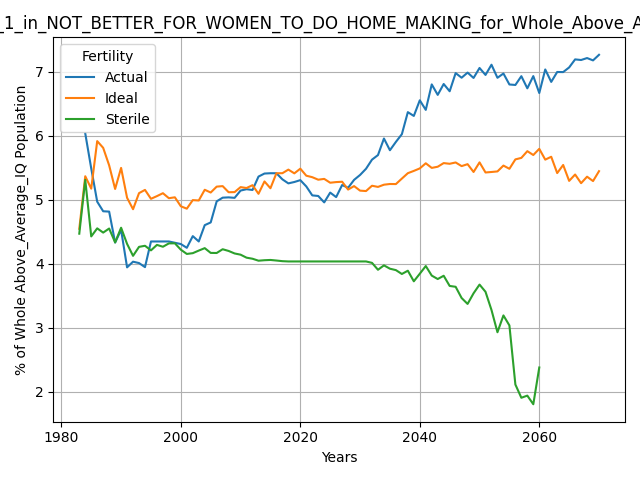 _1_in_NOT_BETTER_FOR_WOMEN_TO_DO_HOME_MAKING_for_Whole_Above_A
Fertility
Actual
Ideal
Sterile
% of Whole Above_Average_IQ Population
7
6
5
4
3
2
1980
2000
2020
2040
2060
Years